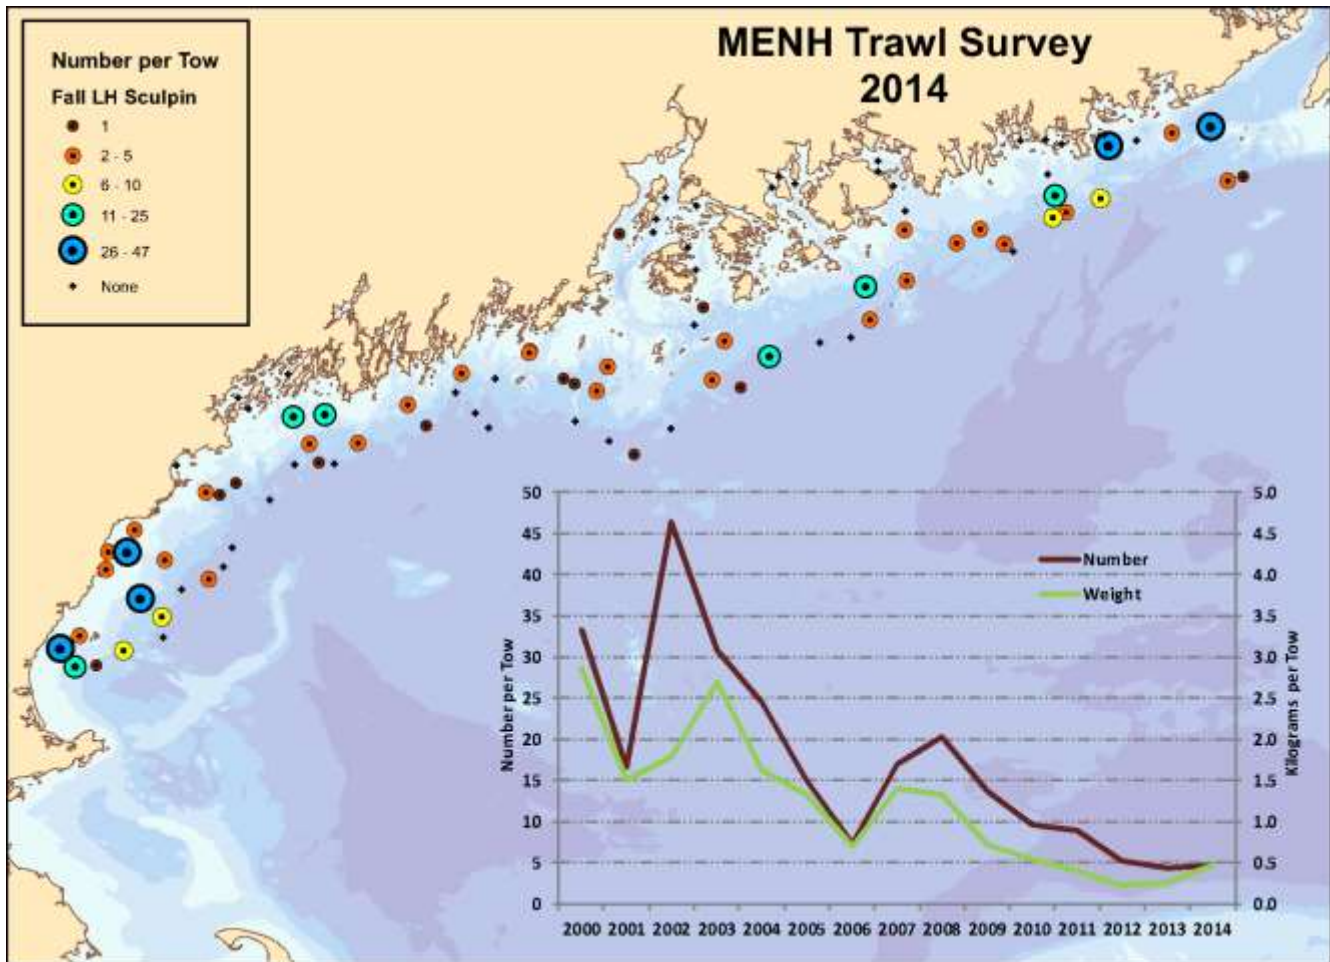 MENH Trawl Survey
2014
Number per Tow
Fall LH Sculpin
1
2 - 5
6 - 10
11 - 25
26 - 47
None
50
45
40
35
30
25
20
15
10
5
0
Number per Tow
Number
Weight
5.0
4.5
4.0
3.5
3.0
2.5
2.0
1.5
1.0
0.5
0.0
Kilograms per Tow
2000 2001 2002 2003 2004 2005 2006 2007 2008 2009 2010 2011 2012 2013 2014